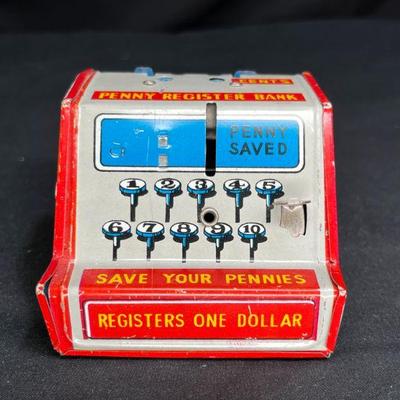 CENTS
PENNY REGISTER BANK
PENNY
SAVED
1 2 3 4 5
6 7 8 9 10
SAVE YOUR PENNIES
REGISTERS ONE DOLLAR